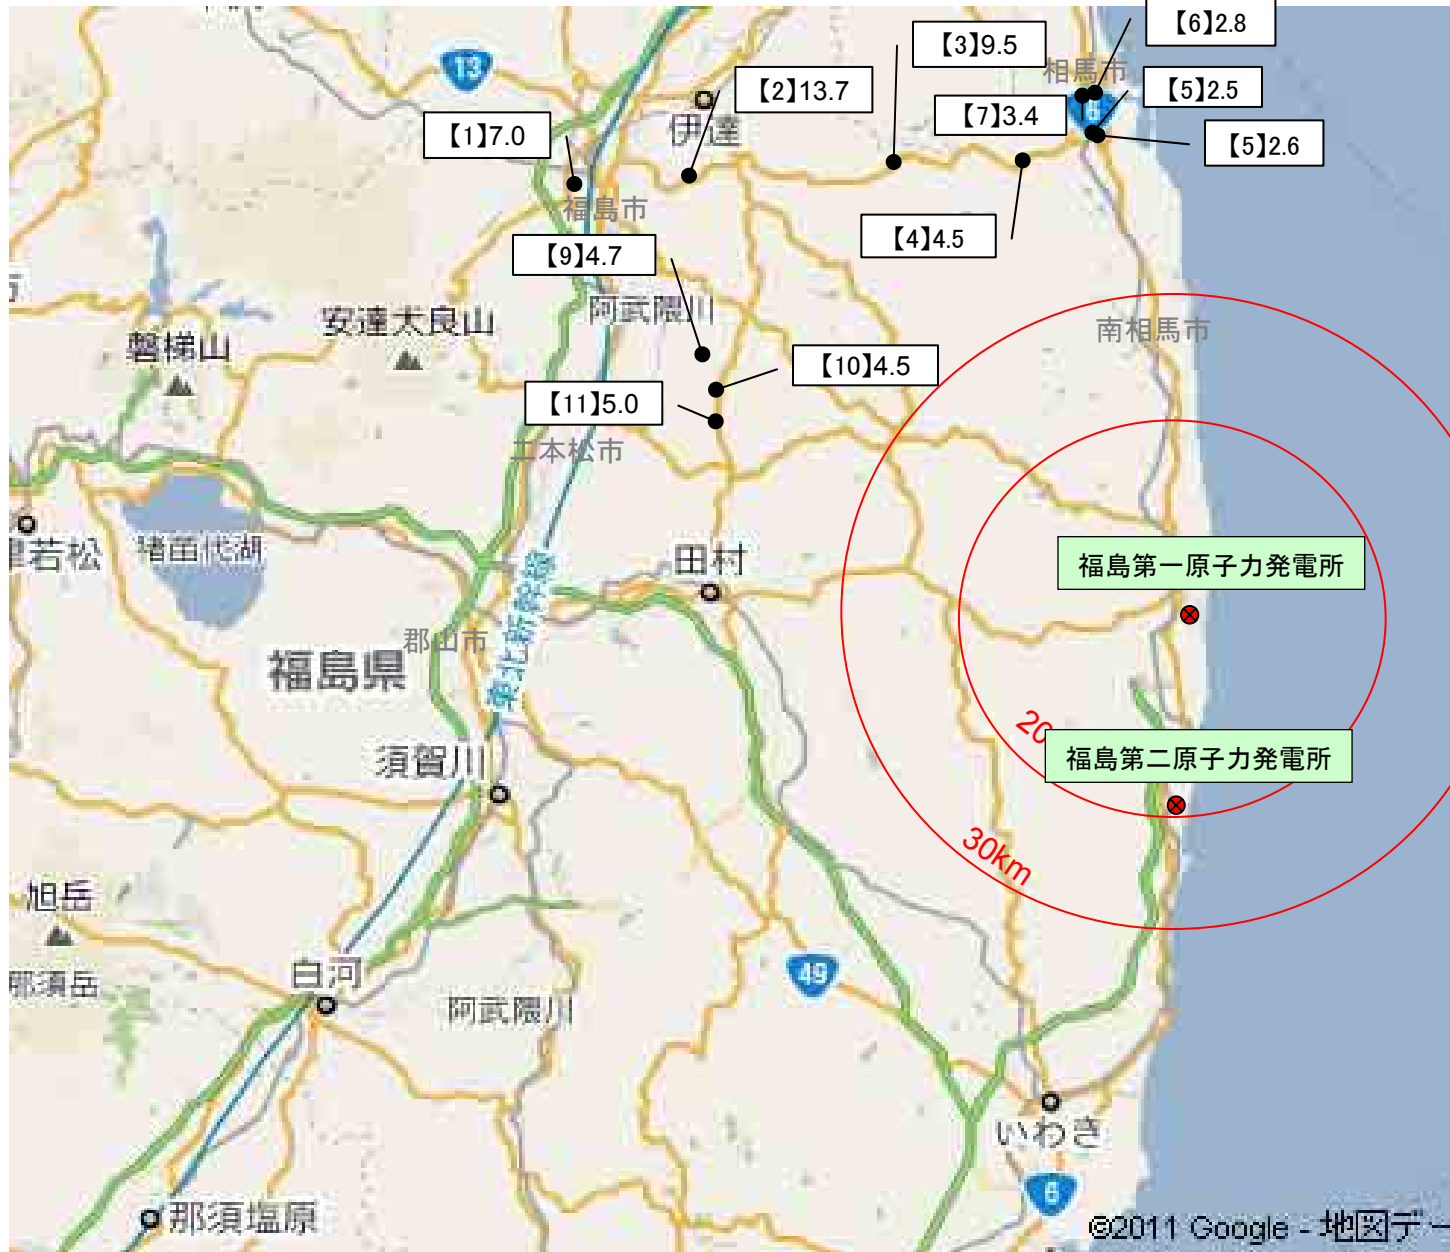 【6】2.8
【3】9.5
13
相馬市
【2】13.7
【5】2.5
【7】3.4
6
伊達
【1】7.0
【5】2.6
福島市
【4】4.5
【9】4.7
阿武隈川
安達太良山
南相馬市
磐梯山
【10】4.5
【11】5.0
二本松市
猪苗代湖
若松
田村
福島第一原子力発電所
東北新幹線
郡山市
福島県
20
福島第二原子力発電所
須賀川
30km
旭岳
49
白河
那須岳
阿武隈川
いわき
6
那須塩原
©2011 Google - 地図デー